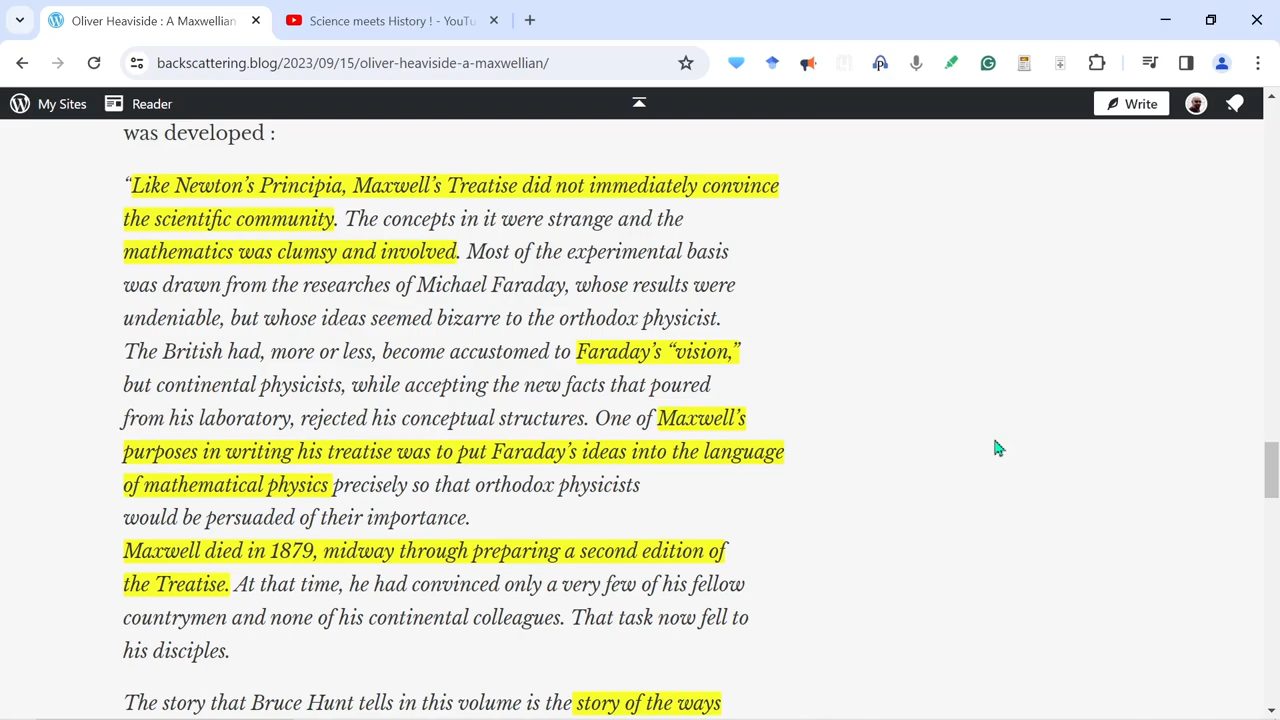 Oliver Heaviside : A Maxwellian
Science meets History ! - YouTu
backscattering.blog/2023/09/15/oliver-heaviside-a-maxwellian/
My Sites
Reader
Write
was developed :
“Like Newton’s Principia, Maxwell’s Treatise did not immediately convince
the scientific community. The concepts in it were strange and the
mathematics was clumsy and involved. Most of the experimental basis
was drawn from the researches of Michael Faraday, whose results were
undeniable, but whose ideas seemed bizarre to the orthodox physicist.
The British had, more or less, become accustomed to Faraday’s “vision,”
but continental physicists, while accepting the new facts that poured
from his laboratory, rejected his conceptual structures. One of Maxwell’s
purposes in writing his treatise was to put Faraday’s ideas into the language
of mathematical physics precisely so that orthodox physicists
would be persuaded of their importance.
Maxwell died in 1879, midway through preparing a second edition of
the Treatise. At that time, he had convinced only a very few of his fellow
countrymen and none of his continental colleagues. That task now fell to
his disciples.
The story that Bruce Hunt tells in this volume is the story of the ways